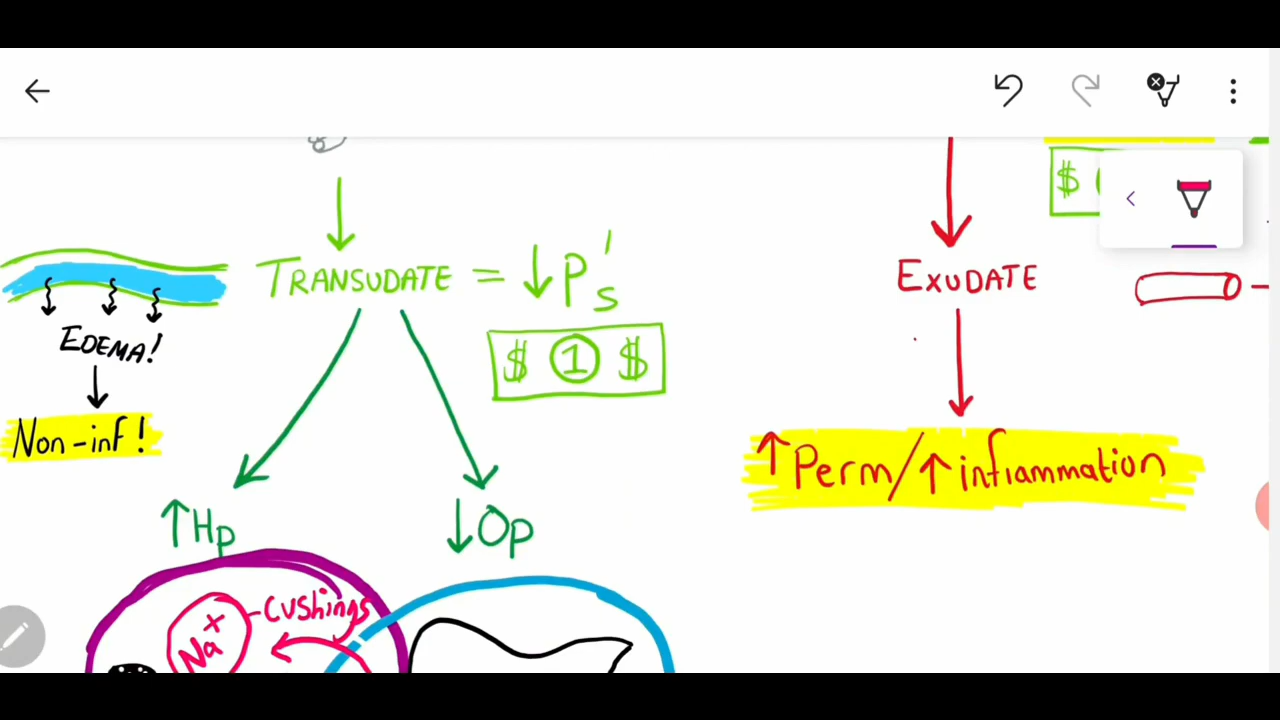 TRANSUDATE = ↓ P's
$ 1 $
EDEMA!
Non-inf!
↑Hp
↓Op
Na+
-Cushings
$
EXUDATE
↑Perm/↑inflammation